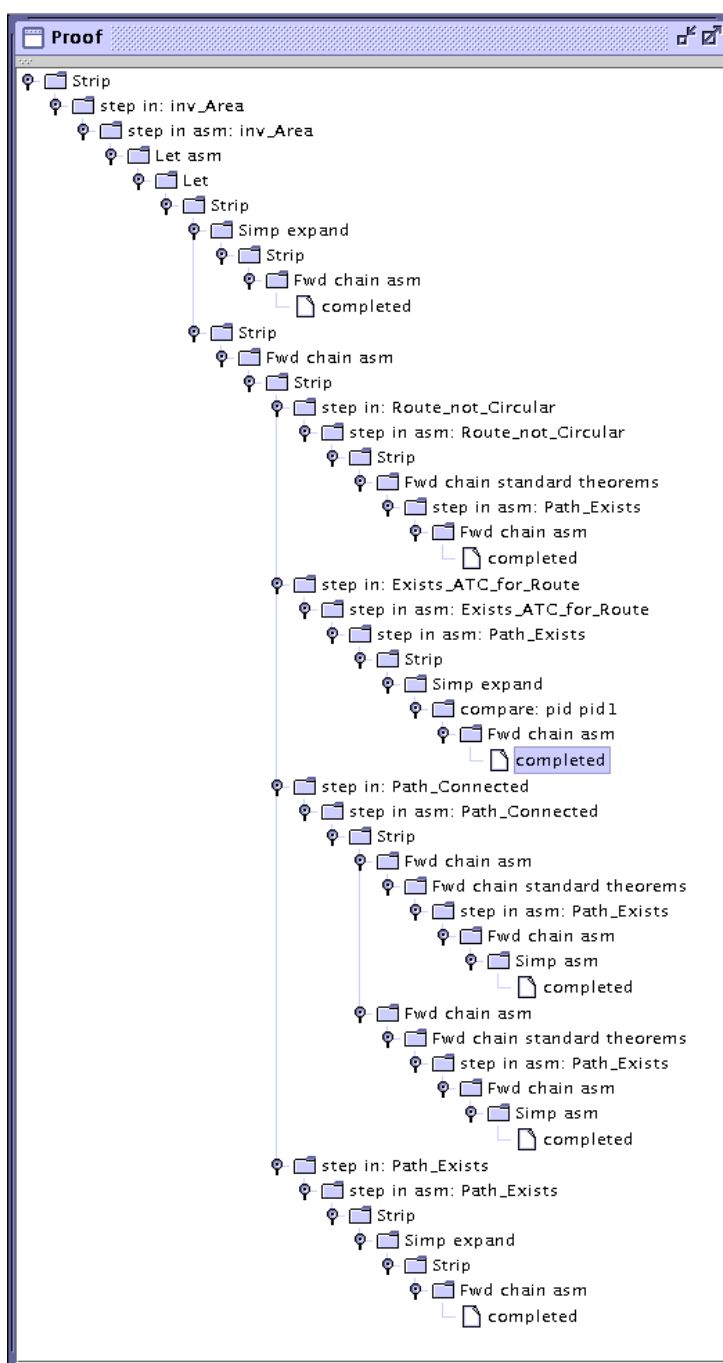 Proof
Strip
step in: inv_Area
step in asm: inv_Area
Let asm
Let
Strip
Simp expand
Strip
Fwd chain asm
completed
Strip
Fwd chain asm
Strip
step in: Route_not_Circular
step in asm: Route_not_Circular
Strip
Fwd chain standard theorems
step in asm: Path_Exists
Fwd chain asm
completed
step in: Exists_ATC_for_Route
step in asm: Exists_ATC_for_Route
step in asm: Path_Exists
Strip
Simp expand
compare: pid pid1
Fwd chain asm
completed
step in: Path_Connected
step in asm: Path_Connected
Strip
Fwd chain asm
Fwd chain standard theorems
step in asm: Path_Exists
Fwd chain asm
Simp asm
completed
Fwd chain asm
Fwd chain standard theorems
step in asm: Path_Exists
Fwd chain asm
Simp asm
completed
step in: Path_Exists
step in asm: Path_Exists
Strip
Simp expand
Strip
Fwd chain asm
completed